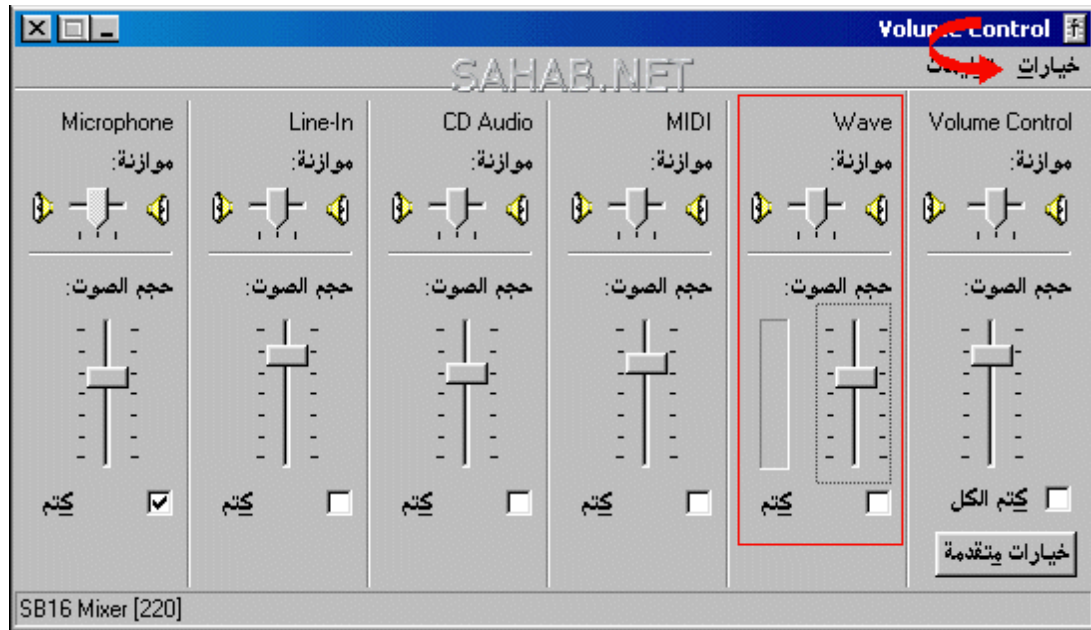 Volume Control
خيارات تعليمات
SAHAB.NET
Volume Control
موازنة:
حجم الصوت:
كتم الكل
خيارات متقدمة
Wave
موازنة:
حجم الصوت:
كتم
MIDI
موازنة:
حجم الصوت:
كتم
CD Audio
موازنة:
حجم الصوت:
كتم
Line-In
موازنة:
حجم الصوت:
كتم
Microphone
موازنة:
حجم الصوت:
كتم
SB16 Mixer [220]